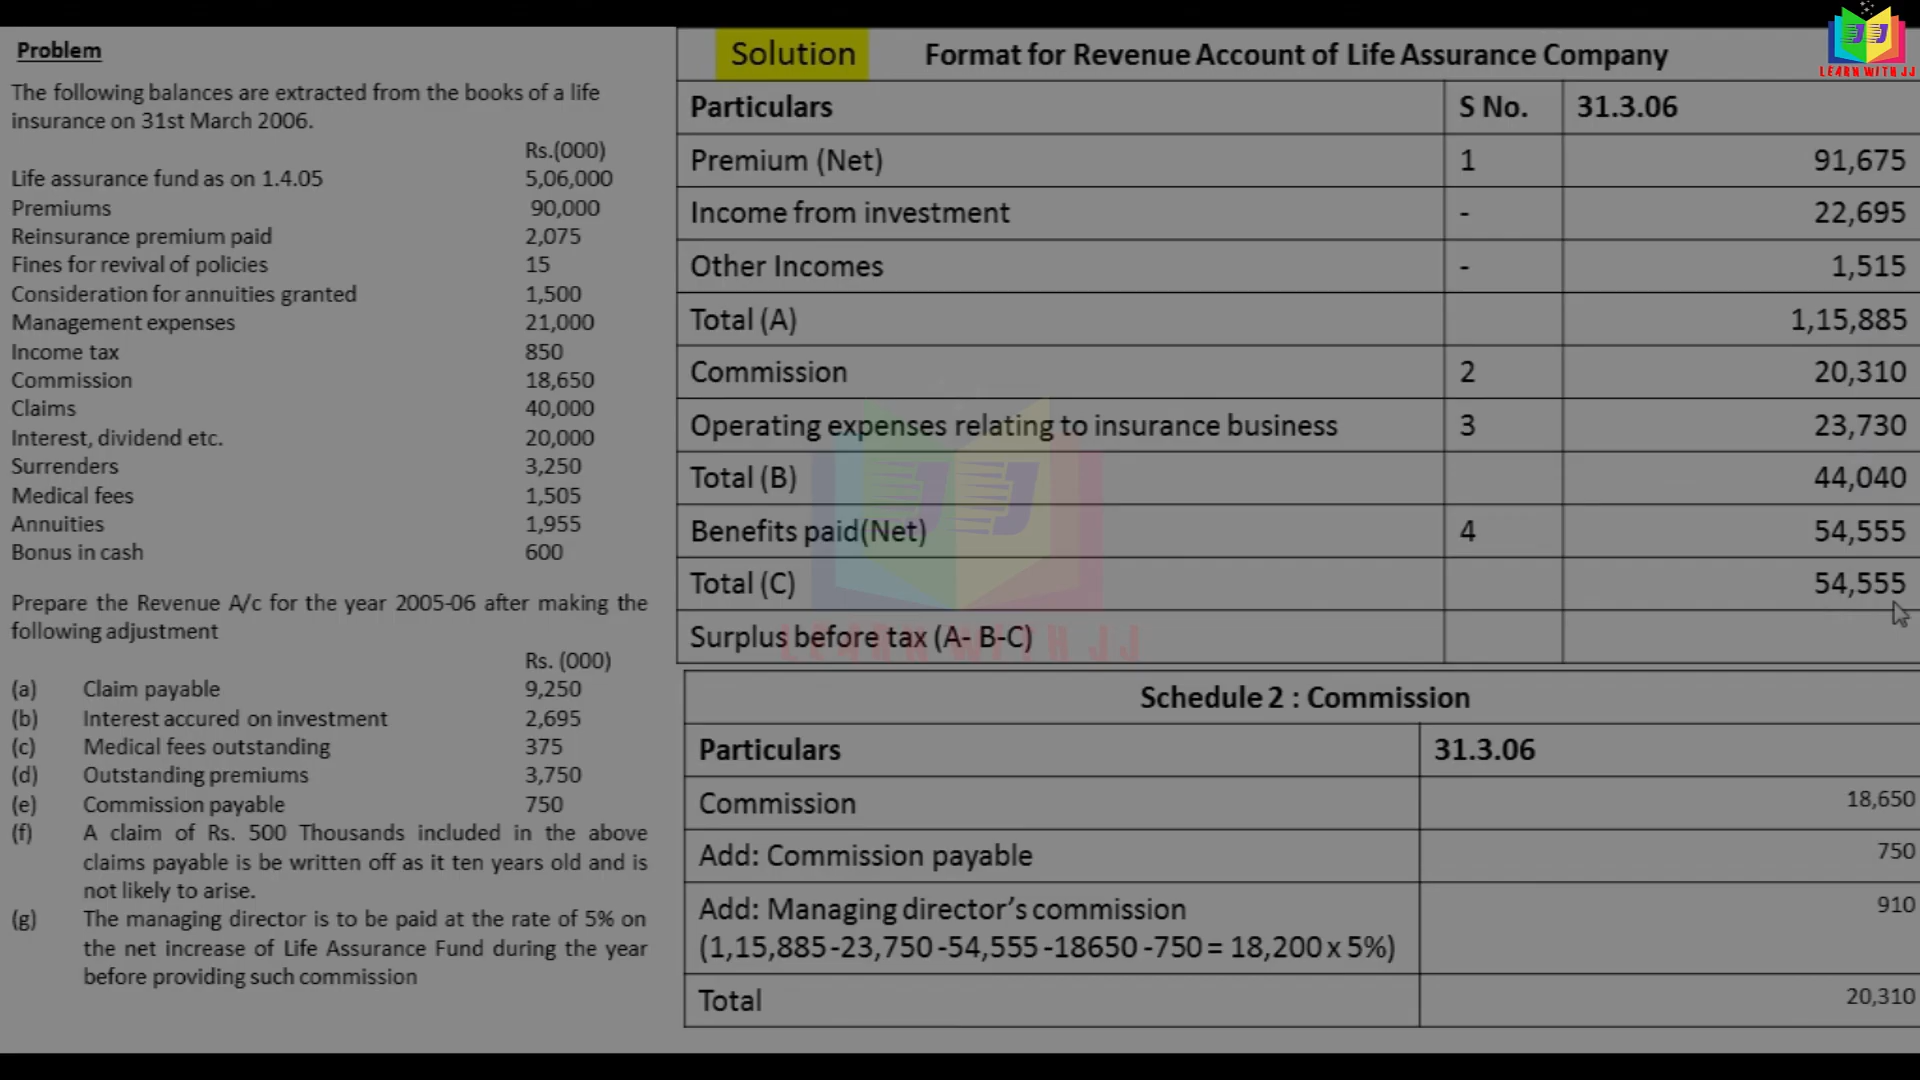 Problem
The following balances are extracted from the books of a life
insurance on 31st March 2006.
Rs.(000)
Life assurance fund as on 1.4.05 5,06,000
Premiums 90,000
Reinsurance premium paid 2,075
Fines for revival of policies 15
Consideration for annuities granted 1,500
Management expenses 21,000
Income tax 850
Commission 18,650
Claims 40,000
Interest, dividend etc. 20,000
Surrenders 3,250
Medical fees 1,505
Annuities 1,955
Bonus in cash 600
Prepare the Revenue A/c for the year 2005-06 after making the
following adjustment
Rs. (000)
(a) Claim payable 9,250
(b) Interest accured on investment 2,695
(c) Medical fees outstanding 375
(d) Outstanding premiums 3,750
(e) Commission payable 750
(f) A claim of Rs. 500 Thousands included in the above
claims payable is be written off as it ten years old and is
not likely to arise.
(g) The managing director is to be paid at the rate of 5% on
the net increase of Life Assurance Fund during the year
before providing such commission
Solution Format for Revenue Account of Life Assurance Company
Particulars S No. 31.3.06
Premium (Net) 1 91,675
Income from investment - 22,695
Other Incomes - 1,515
Total (A) 1,15,885
Commission 2 20,310
Operating expenses relating to insurance business 3 23,730
Total (B) 44,040
Benefits paid(Net) 4 54,555
Total (C) 54,555
Surplus before tax (A- B-C)
Schedule 2 : Commission
Particulars 31.3.06
Commission 18,650
Add: Commission payable 750
Add: Managing director's commission 910
(1,15,885 -23,750 -54,555 -18650 -750 = 18,200 x 5%)
Total 20,310
JJ
LEARN WITH JJ
JJ
LEARN WITH JJ